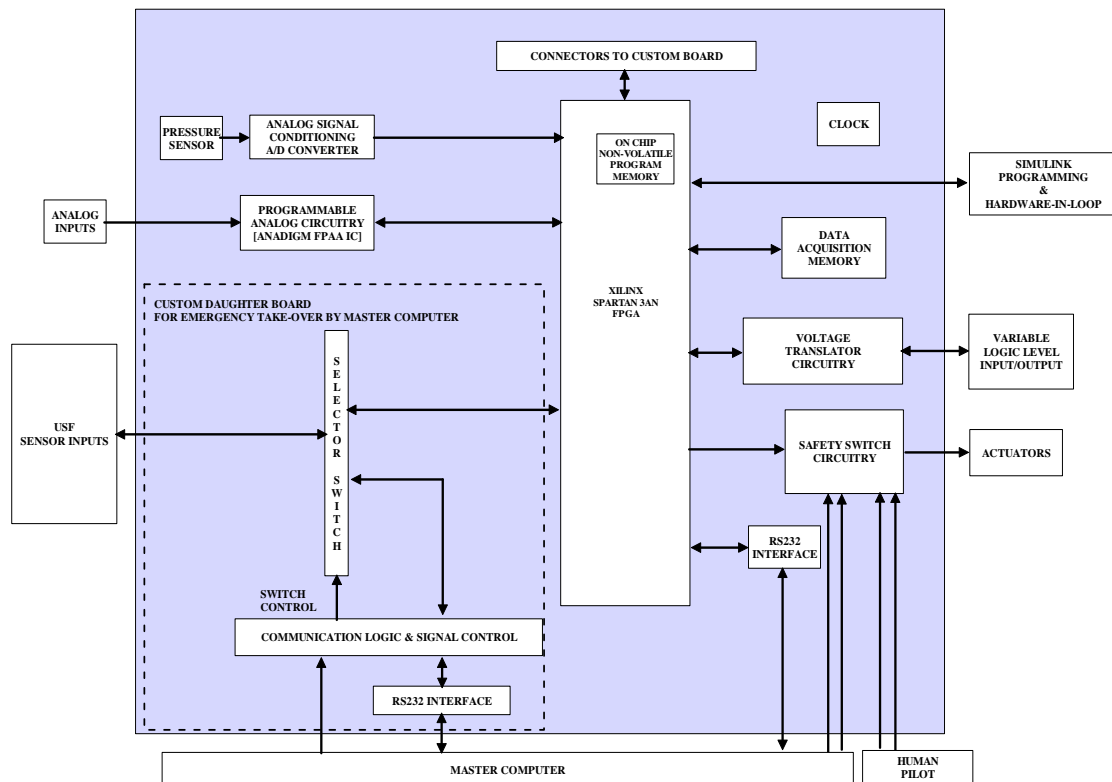 CONNECTORS TO CUSTOM BOARD
PRESSURE
SENSOR
ANALOG SIGNAL
CONDITIONING
A/D CONVERTER
ON CHIP
NON-VOLATILE
PROGRAM
MEMORY
CLOCK
SIMULINK
PROGRAMMING
&
HARDWARE-IN-LOOP
ANALOG
INPUTS
PROGRAMMABLE
ANALOG CIRCUITRY
[ANADIGM FPAA IC]
DATA
ACQUISITION
MEMORY
XILINX
SPARTAN 3AN
FPGA
CUSTOM DAUGHTER BOARD
FOR EMERGENCY TAKE-OVER BY MASTER COMPUTER
VOLTAGE
TRANSLATOR
CIRCUITRY
VARIABLE
LOGIC LEVEL
INPUT/OUTPUT
SELECTOR SWITCH
USF
SENSOR INPUTS
SAFETY SWITCH
CIRCUITRY
ACTUATORS
RS232
INTERFACE
SWITCH
CONTROL
COMMUNICATION LOGIC & SIGNAL CONTROL
RS232 INTERFACE
MASTER COMPUTER
HUMAN
PILOT